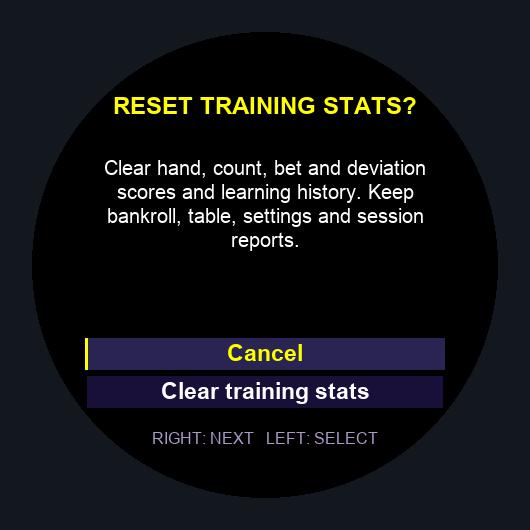 RESET TRAINING STATS?
Clear hand, count, bet and deviation
scores and learning history. Keep
bankroll, table, settings and session
reports.
Cancel
Clear training stats
RIGHT: NEXT LEFT: SELECT